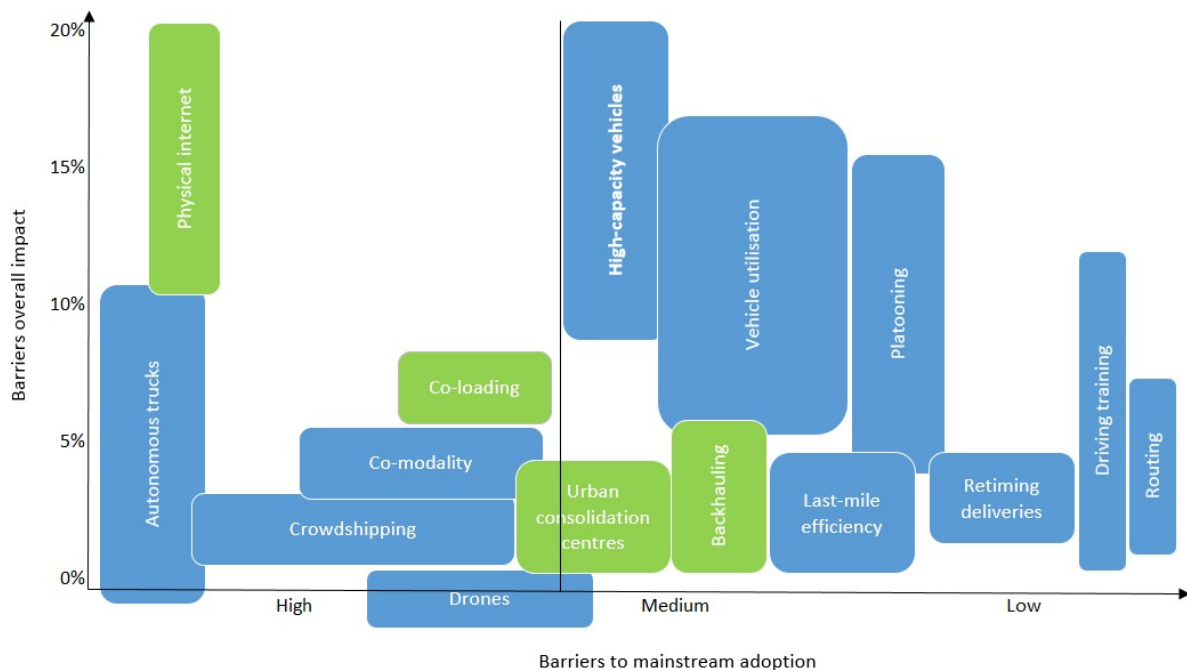 20%
15%
10%
5%
0%
Barriers overall impact
Physical internet
Autonomous trucks
Co-loading
Co-modality
Crowdshipping
Drones
Urban
consolidation
centres
High-capacity vehicles
Vehicle utilisation
Backhauling
Platooning
Last-mile
efficiency
Retiming
deliveries
Driving training
Routing
High
Medium
Low
Barriers to mainstream adoption